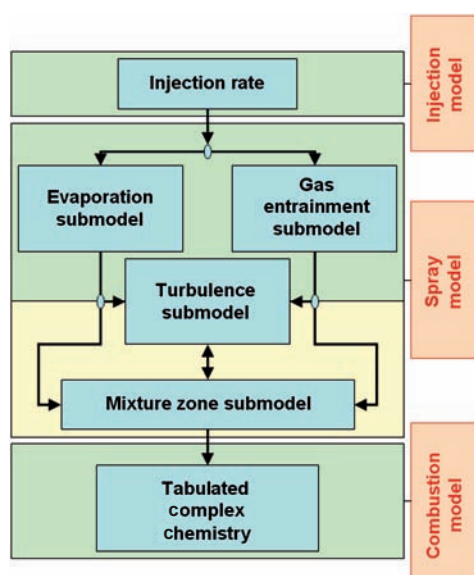 Injection rate
Injection
model
Evaporation
submodel
Gas
entrainment
submodel
Turbulence
submodel
Spray
model
Mixture zone submodel
Tabulated
complex
chemistry
Combustion
model